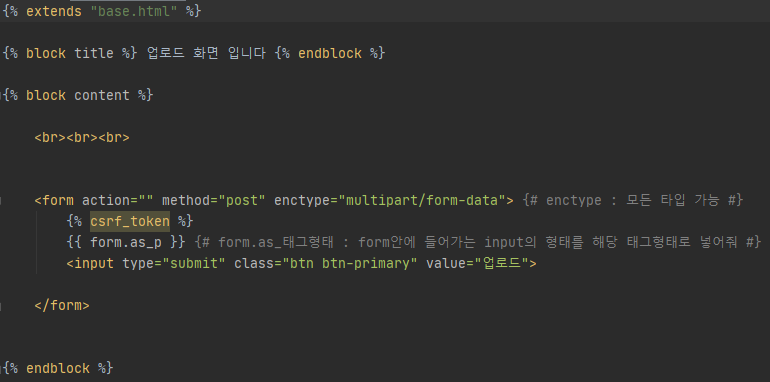 {% extends "base.html" %}
{% block title %} 업로드 화면 입니다 {% endblock %}
{% block content %}
<br><br><br>
<form action="" method="post" enctype="multipart/form-data"> {# enctype : 모든 타입 가능 #}
{% csrf_token %}
{{ form.as_p }} {# form.as_태그형태 : form안에 들어가는 input의 형태를 해당 태그형태로 넣어줘 #}
<input type="submit" class="btn btn-primary" value="업로드">
</form>
{% endblock %}